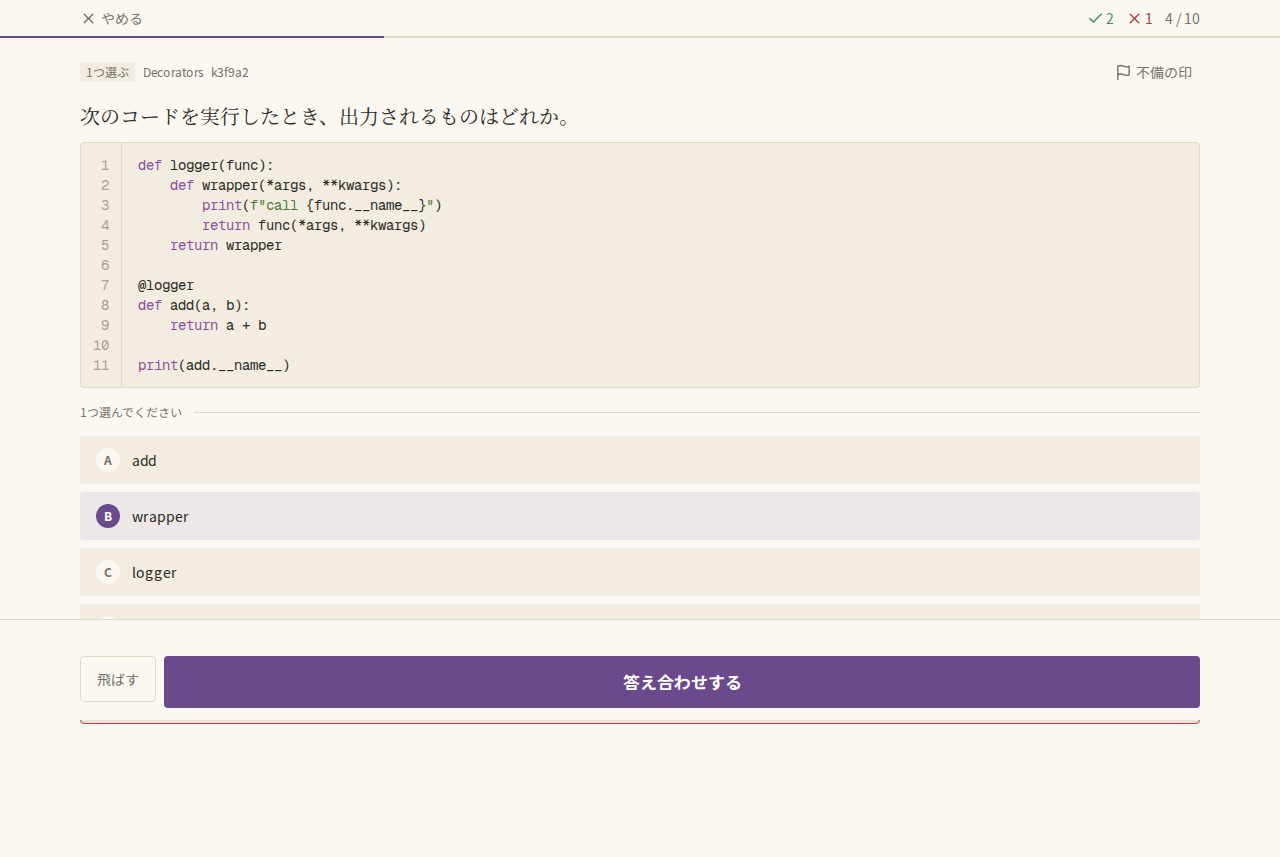 やめる
2 1 4 / 10
1つ選ぶ Decorators k3f9a2 不備の印
次のコードを実行したとき、出力されるものはどれか。
1 def logger(func):
2     def wrapper(*args, **kwargs):
3         print(f"call {func.__name__}")
4         return func(*args, **kwargs)
5     return wrapper
6
7 @logger
8 def add(a, b):
9     return a + b
10
11 print(add.__name__)
1つ選んでください
A add
B wrapper
C logger
飛ばす 答え合わせする